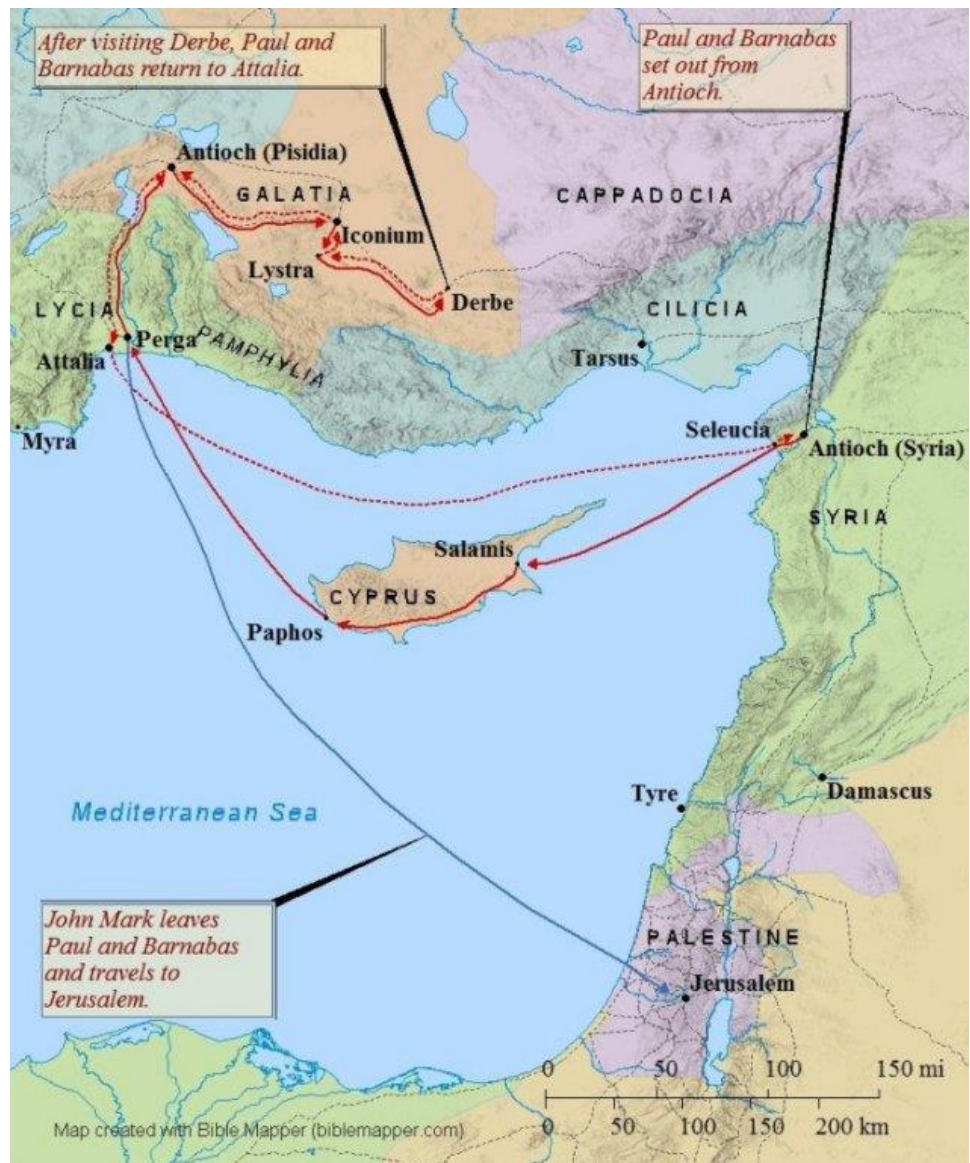 After visiting Derbe, Paul and
Barnabas return to Attalia.
Paul and Barnabas
set out from
Antioch.
Antioch (Pisidia)
GALATIA
CAPPADOCIA
Iconium
Lystra
Derbe
LYCIA
CILICIA
Perga
PAMPHYLIA
Attalia
Tarsus
Myra
Seleucia
Antioch (Syria)
SYRIA
Salamis
CYPRUS
Paphos
Tyre
Damascus
Mediterranean Sea
John Mark leaves
Paul and Barnabas
and travels to
Jerusalem.
PALESTINE
Jerusalem
0 50 100 150 mi
0 50 100 150 200 km
Map created with Bible Mapper (biblemapper.com)